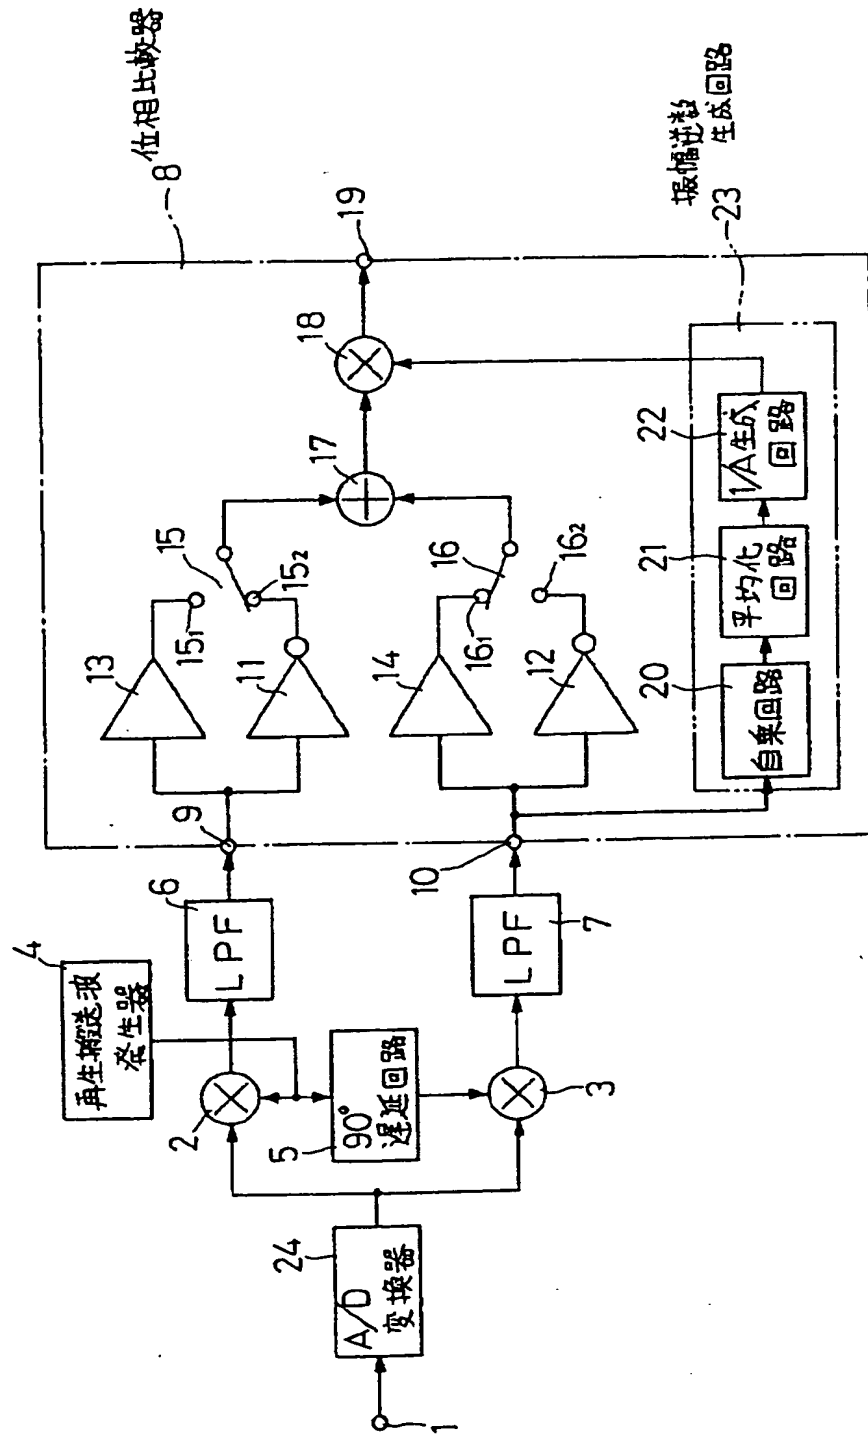 位相比較器
8
振幅逆数
生成回路
23
19
18
17
22
1/A生成
回路
21
平均化
回路
20
自乗回路
15
15₁
15₂
16
16₁
16₂
13
11
14
12
9
10
6
LPF
LPF
7
4
再生搬送波
発生器
2
5
90°
遅延回路
3
24
A/D
変換器
1